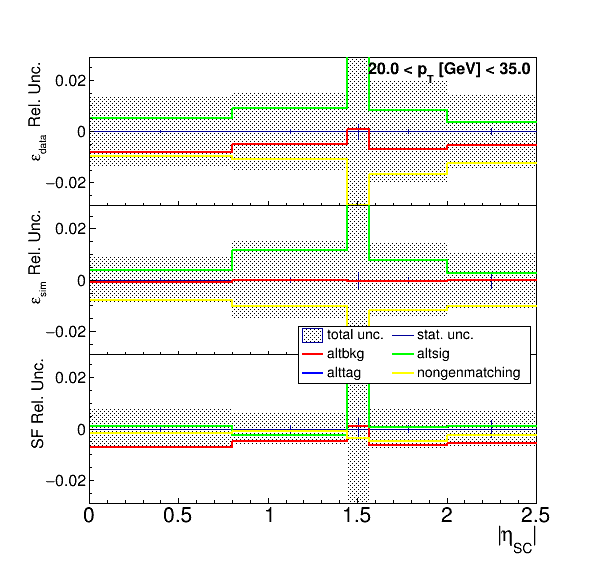 20.0 < p_T [GeV] < 35.0
ε_data Rel. Unc.
0.02
0
−0.02
ε_sim Rel. Unc.
0.02
0
−0.02
total unc. stat. unc.
altbkg altsig
alttag nongenmatching
SF Rel. Unc.
0.02
0
−0.02
0 0.5 1 1.5 2 2.5
|η_SC|